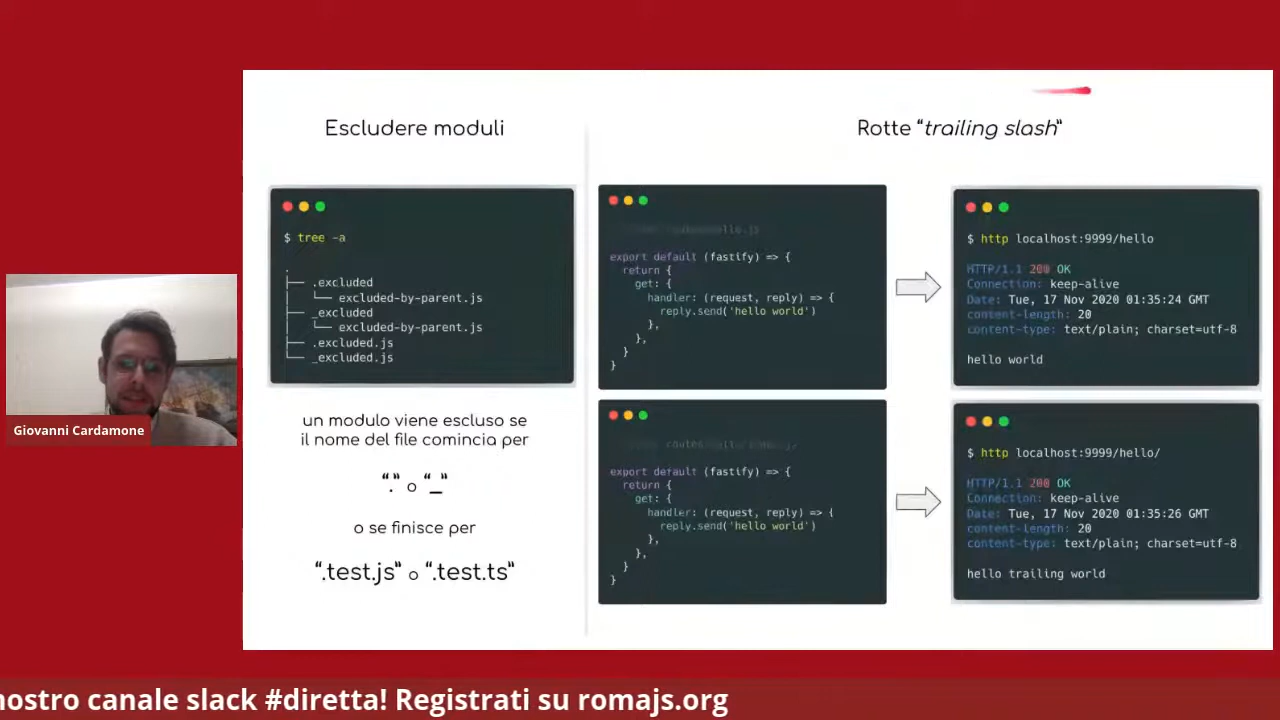 Escludere moduli
$ tree -a
.
├── .excluded
│   └── excluded-by-parent.js
├── _excluded
│   └── excluded-by-parent.js
├── .excluded.js
└── _excluded.js
un modulo viene escluso se
il nome del file comincia per
“.” o “_”
o se finisce per
“.test.js” o “.test.ts”
Rotte “trailing slash”
export default (fastify) => {
return {
get: {
handler: (request, reply) => {
reply.send('hello world')
},
},
}
}
$ http localhost:9999/hello
HTTP/1.1 200 OK
Connection: keep-alive
Date: Tue, 17 Nov 2020 01:35:24 GMT
content-length: 20
content-type: text/plain; charset=utf-8
hello world
export default (fastify) => {
return {
get: {
handler: (request, reply) => {
reply.send('hello world')
},
},
}
}
$ http localhost:9999/hello/
HTTP/1.1 200 OK
Connection: keep-alive
Date: Tue, 17 Nov 2020 01:35:26 GMT
content-length: 20
content-type: text/plain; charset=utf-8
hello trailing world
Giovanni Cardamone
nostro canale slack #diretta! Registrati su romajs.org